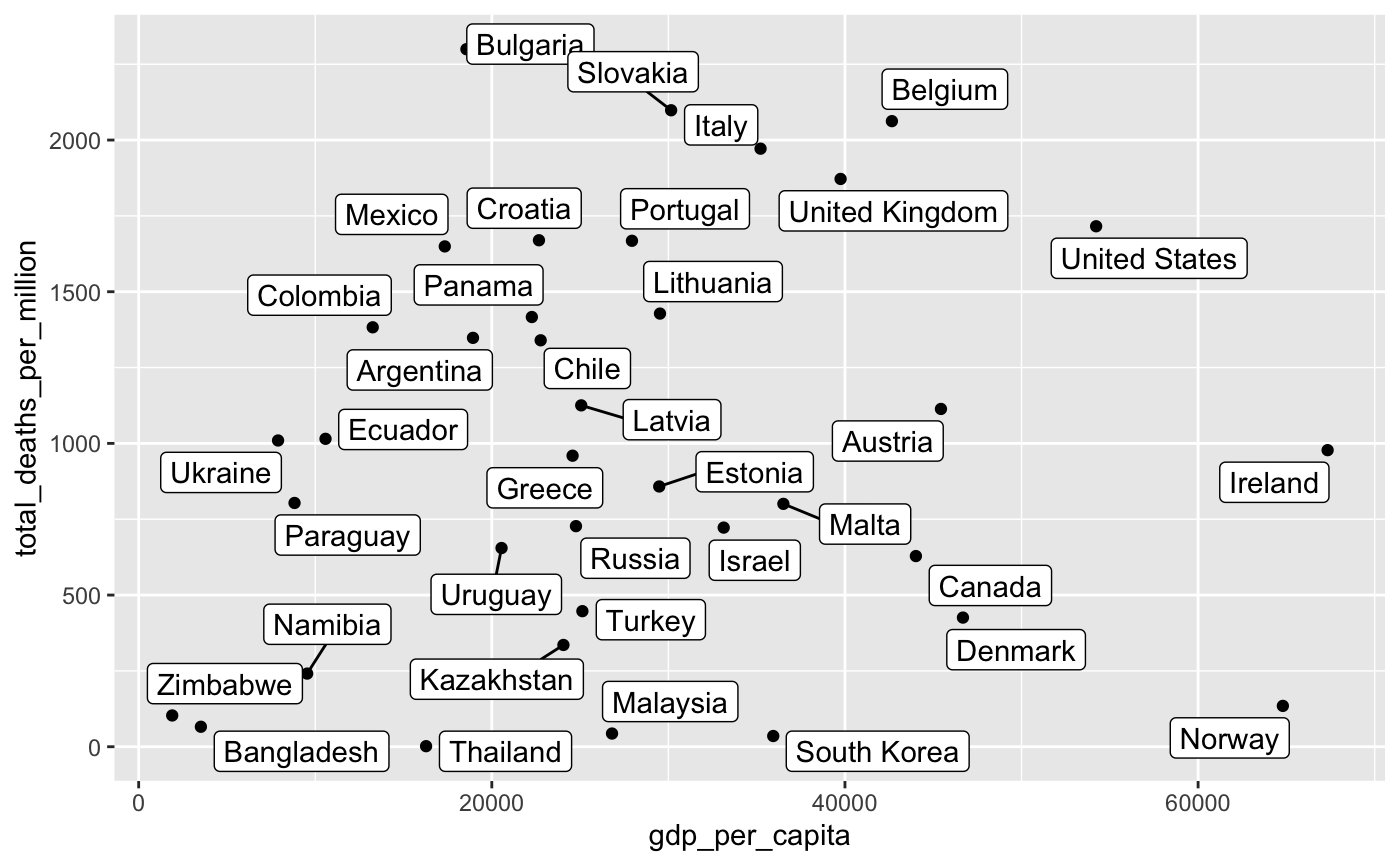 total_deaths_per_million
2000
1500
1000
500
0
Bulgaria
Slovakia
Belgium
Italy
United Kingdom
Mexico
Croatia
Portugal
United States
Colombia
Panama
Lithuania
Argentina
Chile
Latvia
Ecuador
Austria
Ukraine
Greece
Estonia
Ireland
Paraguay
Malta
Russia
Israel
Uruguay
Canada
Namibia
Turkey
Denmark
Zimbabwe
Kazakhstan
Malaysia
Norway
Bangladesh
Thailand
South Korea
0 20000 40000 60000
gdp_per_capita